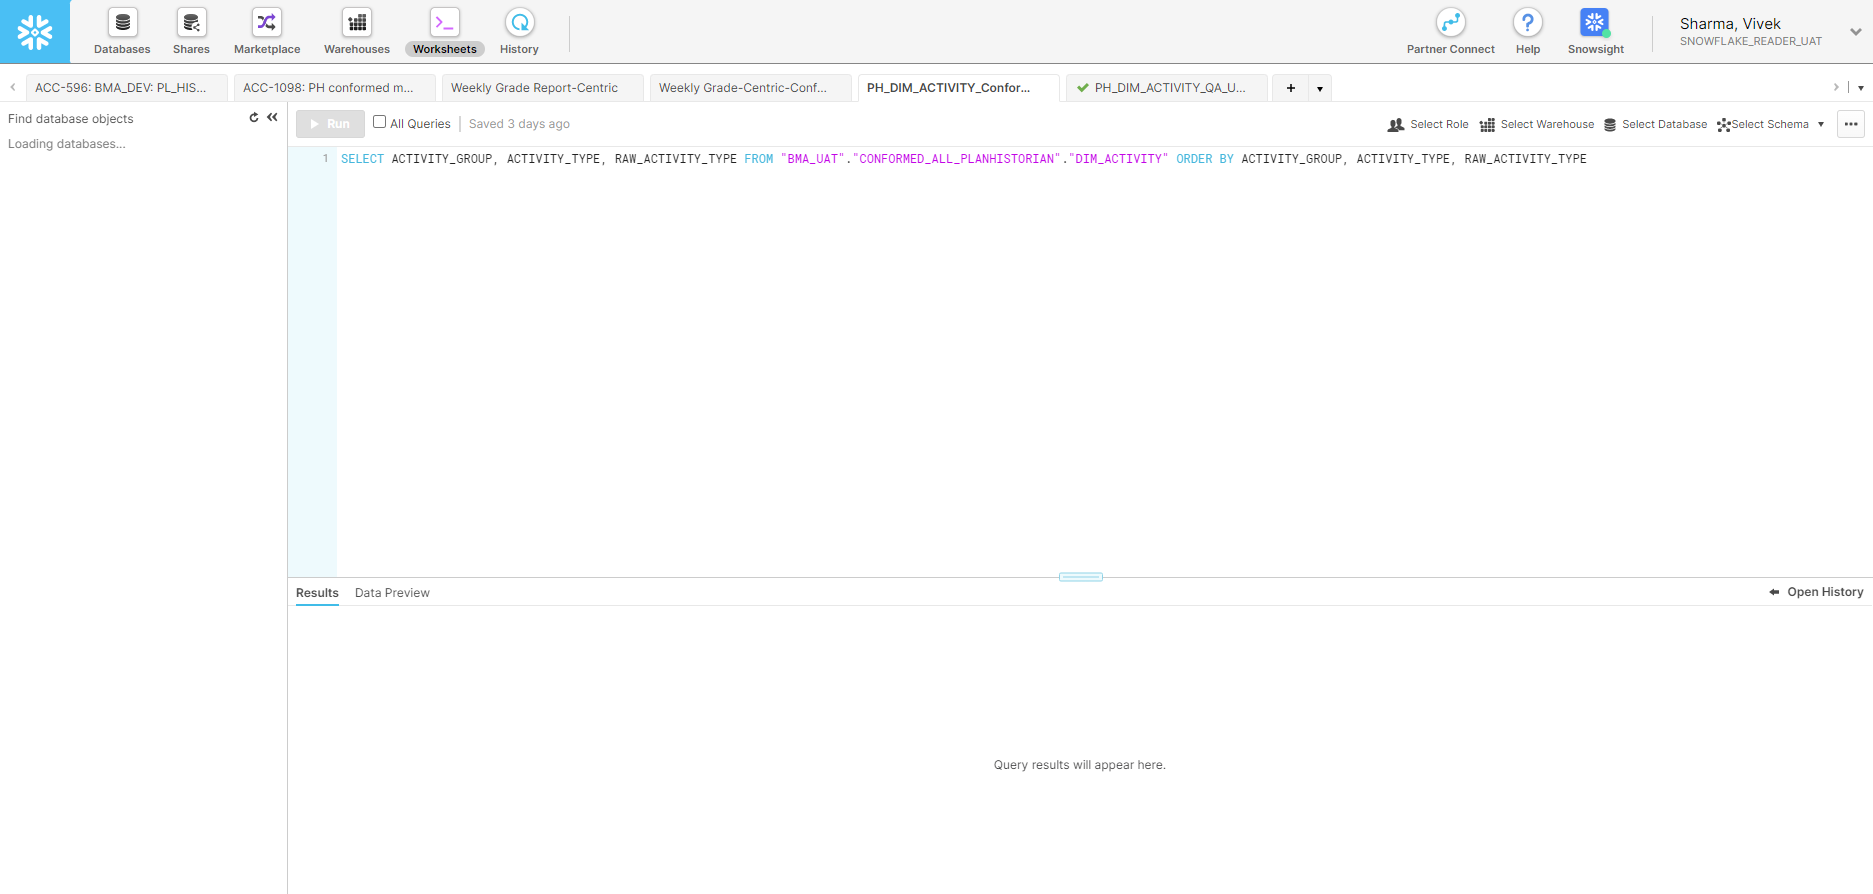 Databases
Shares
Marketplace
Warehouses
Worksheets
History
Partner Connect
Help
Snowsight
Sharma, Vivek
SNOWFLAKE_READER_UAT
ACC-596: BMA_DEV: PL_HIS...
ACC-1098: PH conformed m...
Weekly Grade Report-Centric
Weekly Grade-Centric-Conf...
PH_DIM_ACTIVITY_Confor...
PH_DIM_ACTIVITY_QA_U...
Find database objects
Loading databases...
Run
All Queries
Saved 3 days ago
Select Role
Select Warehouse
Select Database
Select Schema
1 SELECT ACTIVITY_GROUP, ACTIVITY_TYPE, RAW_ACTIVITY_TYPE FROM "BMA_UAT"."CONFORMED_ALL_PLANHISTORIAN"."DIM_ACTIVITY" ORDER BY ACTIVITY_GROUP, ACTIVITY_TYPE, RAW_ACTIVITY_TYPE
Results
Data Preview
Open History
Query results will appear here.